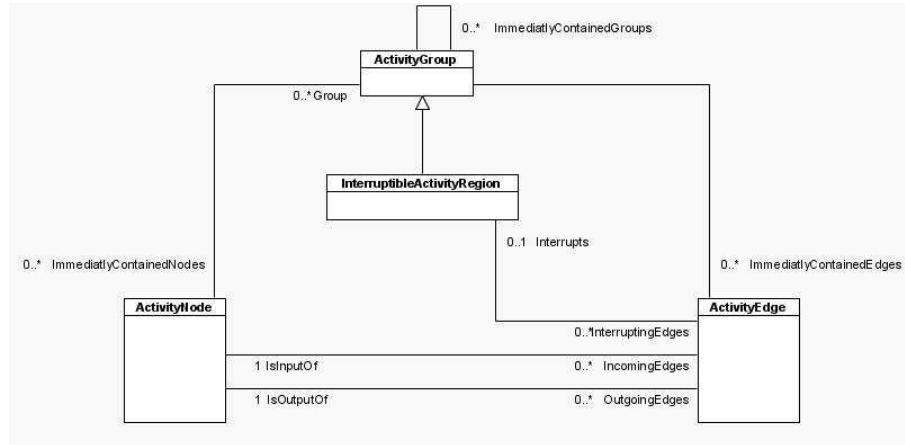 0..* ImmediatlyContainedGroups
ActivityGroup
0..* Group
InterruptibleActivityRegion
0..1 Interrupts
0..* ImmediatlyContainedNodes
0..* ImmediatlyContainedEdges
ActivityNode
ActivityEdge
0..*InterruptingEdges
1 IsInputOf
0..* IncomingEdges
1 IsOutputOf
0..* OutgoingEdges